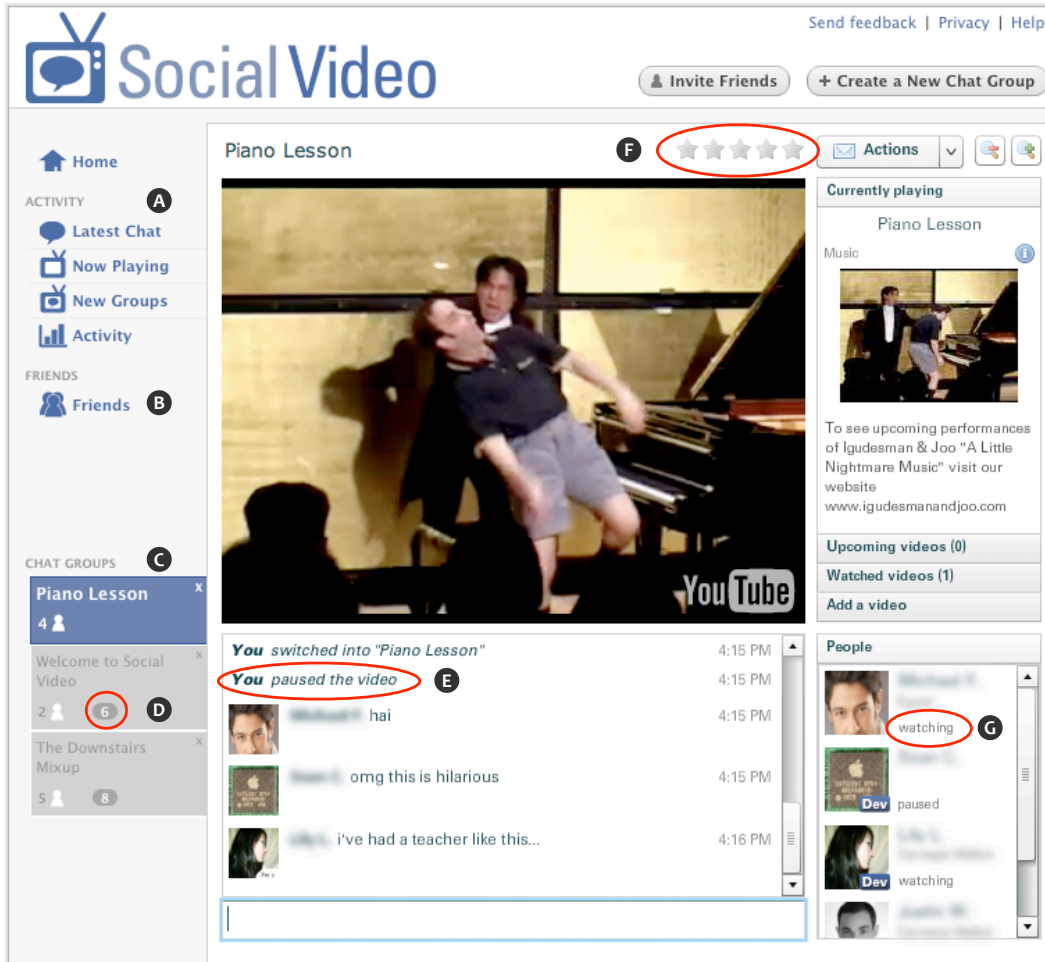 Send feedback | Privacy | Help
Social Video
Invite Friends
+ Create a New Chat Group
Home
ACTIVITY
A
Latest Chat
Now Playing
New Groups
Activity
FRIENDS
Friends
B
CHAT GROUPS
C
Piano Lesson
x
4
Welcome to Social
x
Video
2
6
D
The Downstairs
x
Mixup
5
8
Piano Lesson
F
Actions
YouTube
You switched into "Piano Lesson"
4:15 PM
You paused the video
E
4:15 PM
hai
4:15 PM
omg this is hilarious
4:15 PM
i've had a teacher like this...
4:16 PM
Currently playing
Piano Lesson
Music
To see upcoming performances
of Igudesman & Joo "A Little
Nightmare Music" visit our
website
www.igudesmanandjoo.com
Upcoming videos (0)
Watched videos (1)
Add a video
People
watching
G
Dev
paused
Dev
watching